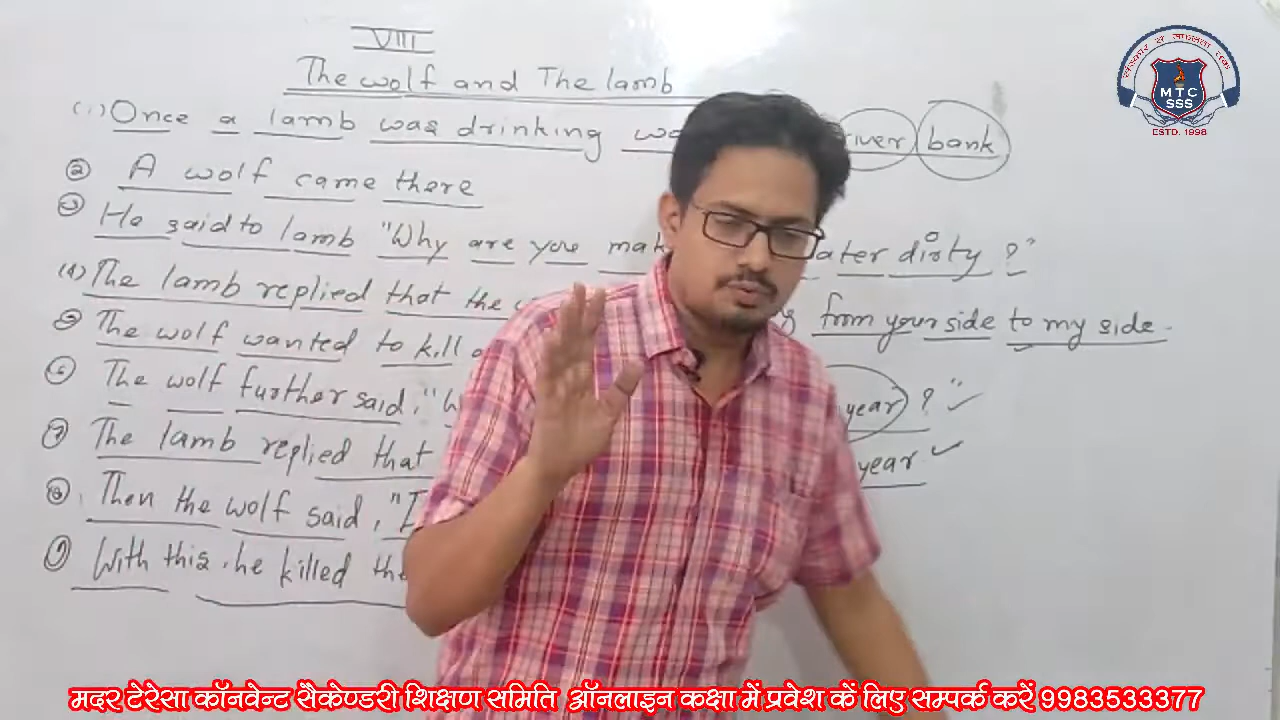 VIII
The wolf and The lamb
(1) Once a lamb was drinking river bank
② A wolf came there
③ He said to lamb "Why are you dirty ?"
(4) The lamb replied that the from your side to my side.
⑤ The wolf wanted to kill
⑥ The wolf further said, " year ? "
⑦ The lamb replied that year.
⑧ Then the wolf said, "I
⑨ With this he killed the
MTC
SSS
ESTD. 1998
मदर टेरेसा कॉनवेन्ट सैकेण्डरी शिक्षण समिति ऑनलाइन कक्षा में प्रवेश के लिए सम्पर्क करें 9983533377